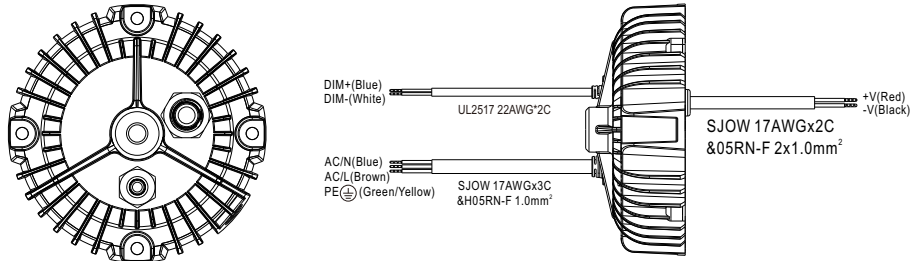 DIM+(Blue)
DIM-(White)
UL2517 22AWG*2C
AC/N(Blue)
AC/L(Brown)
PE(Green/Yellow)
SJOW 17AWGx3C
&H05RN-F 1.0mm²
+V(Red)
-V(Black)
SJOW 17AWGx2C
&05RN-F 2x1.0mm²